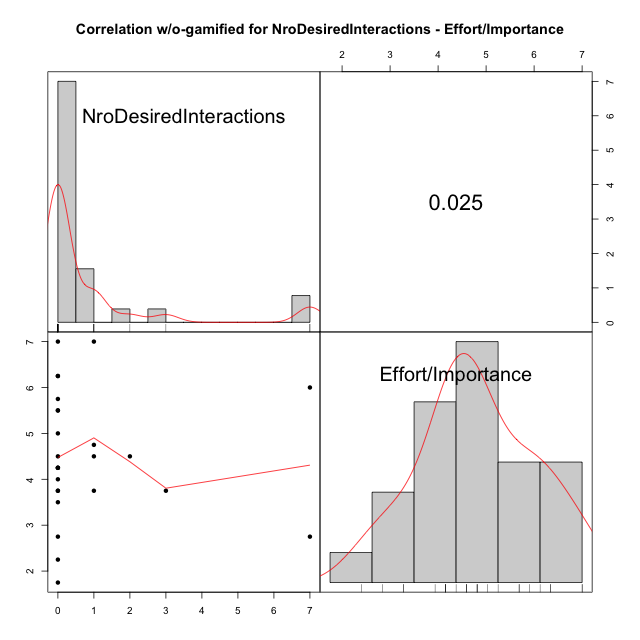 Correlation w/o-gamified for NroDesiredInteractions - Effort/Importance
2 3 4 5 6 7
NroDesiredInteractions
0.025
0 1 2 3 4 5 6 7
Effort/Importance
2 3 4 5 6 7
0 1 2 3 4 5 6 7